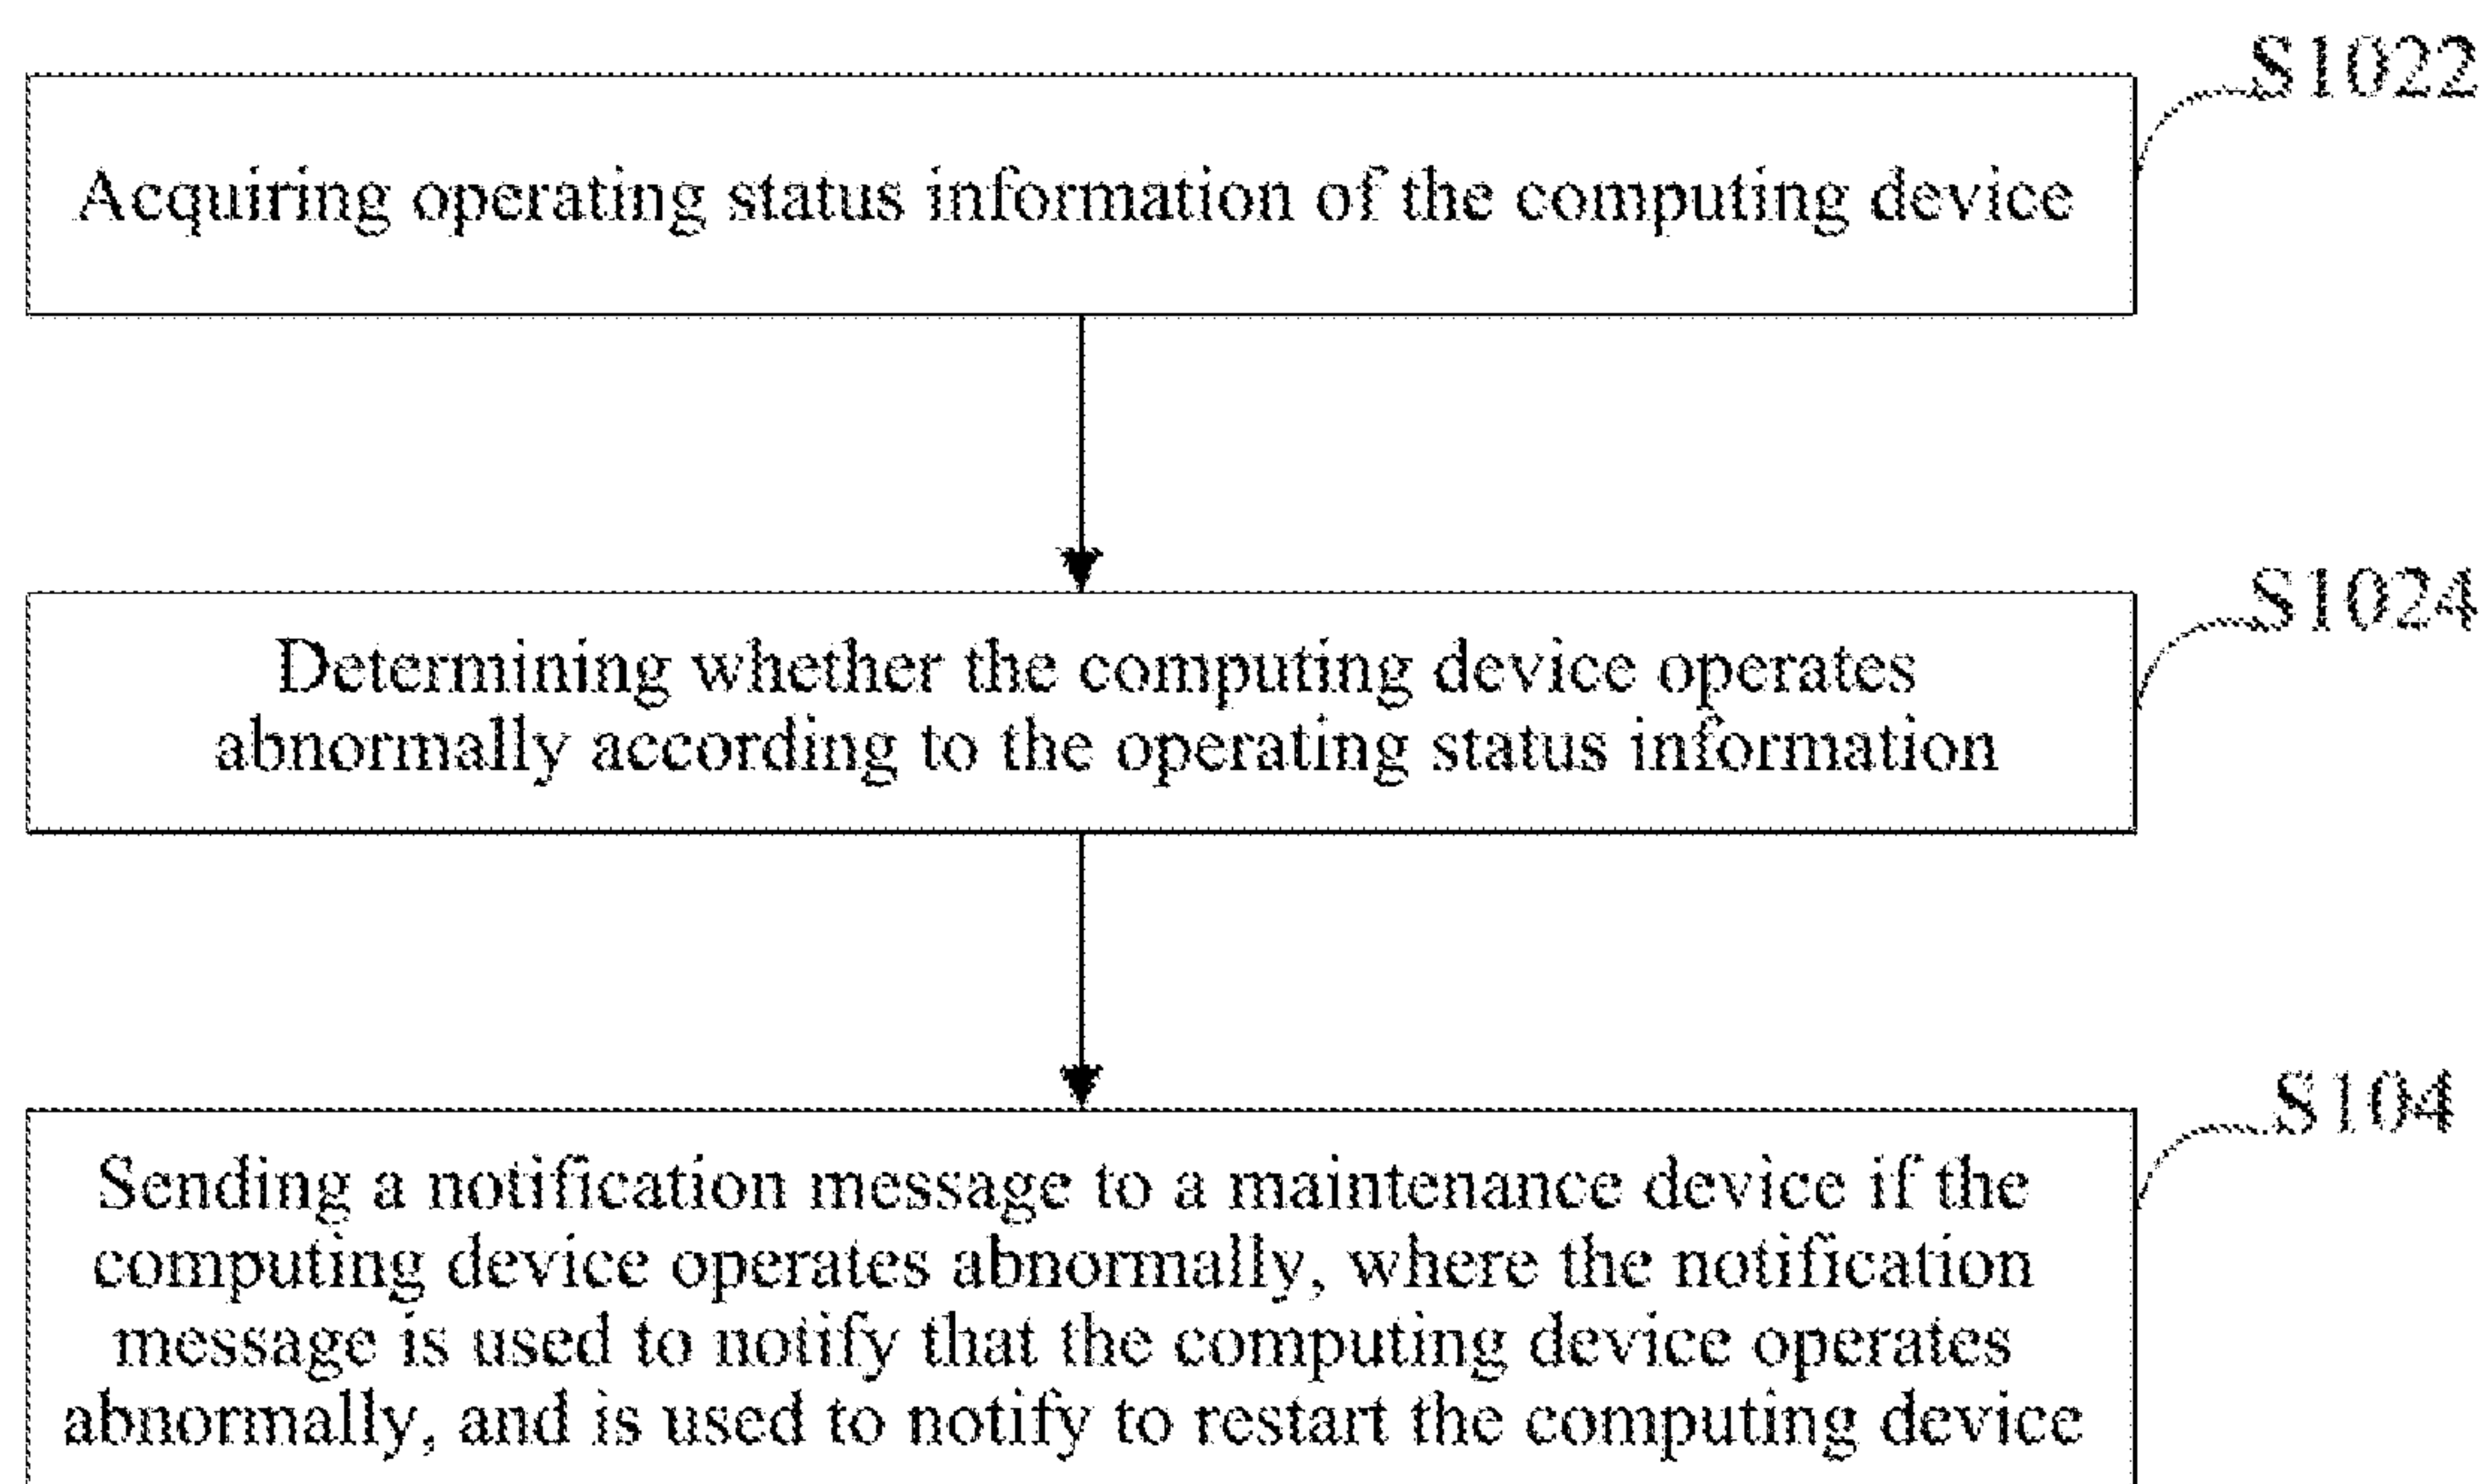 S1022
Acquiring operating status information of the computing device
S1024
Determining whether the computing device operates
abnormally according to the operating status information
S104
Sending a notification message to a maintenance device if the
computing device operates abnormally, where the notification
message is used to notify that the computing device operates
abnormally, and is used to notify to restart the computing device